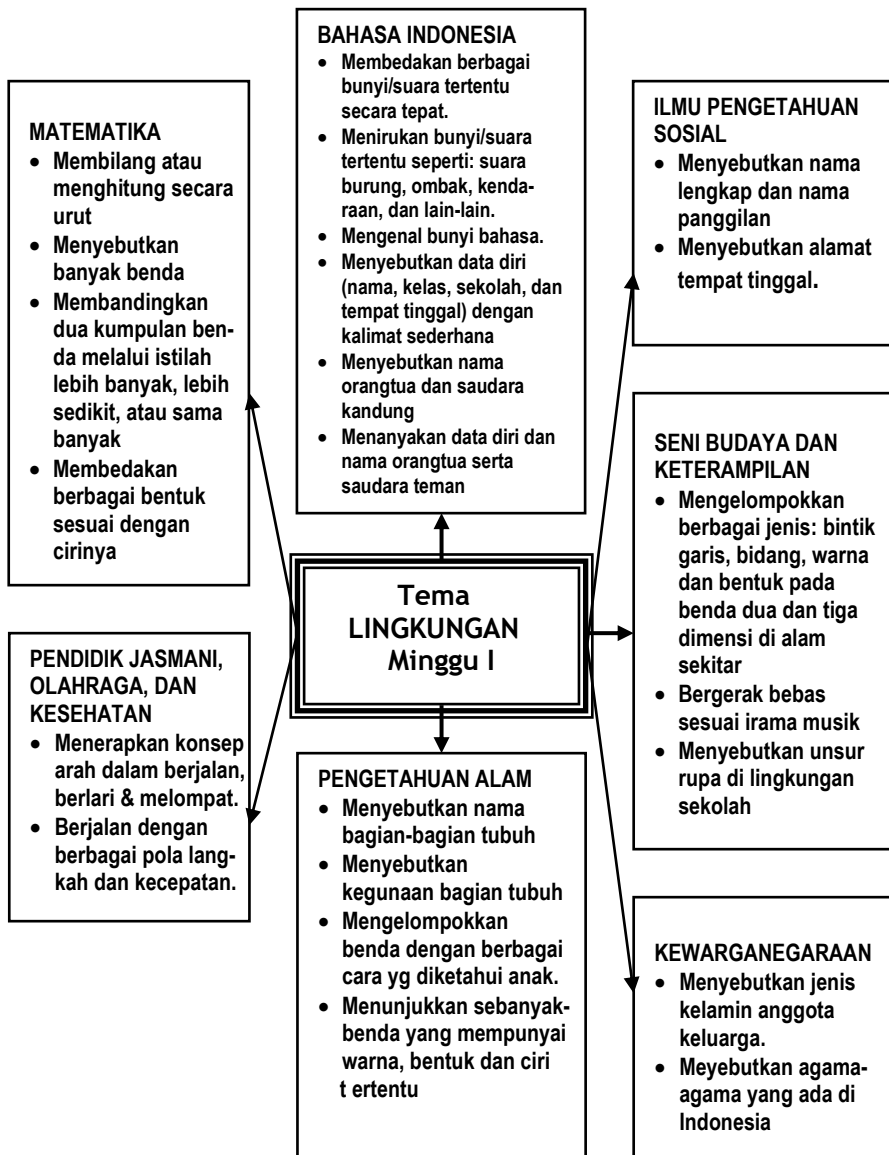 BAHASA INDONESIA
• Membedakan berbagai
bunyi/suara tertentu
secara tepat.
• Menirukan bunyi/suara
tertentu seperti: suara
burung, ombak, kenda-
raan, dan lain-lain.
• Mengenal bunyi bahasa.
• Menyebutkan data diri
(nama, kelas, sekolah, dan
tempat tinggal) dengan
kalimat sederhana
• Menyebutkan nama
orangtua dan saudara
kandung
• Menanyakan data diri dan
nama orangtua serta
saudara teman
MATEMATIKA
• Membilang atau
menghitung secara
urut
• Menyebutkan
banyak benda
• Membandingkan
dua kumpulan ben-
da melalui istilah
lebih banyak, lebih
sedikit, atau sama
banyak
• Membedakan
berbagai bentuk
sesuai dengan
cirinya
ILMU PENGETAHUAN
SOSIAL
• Menyebutkan nama
lengkap dan nama
panggilan
• Menyebutkan alamat
tempat tinggal.
SENI BUDAYA DAN
KETERAMPILAN
• Mengelompokkan
berbagai jenis: bintik
garis, bidang, warna
dan bentuk pada
benda dua dan tiga
dimensi di alam
sekitar
• Bergerak bebas
sesuai irama musik
• Menyebutkan unsur
rupa di lingkungan
sekolah
Tema
LINGKUNGAN
Minggu I
PENDIDIK JASMANI,
OLAHRAGA, DAN
KESEHATAN
• Menerapkan konsep
arah dalam berjalan,
berlari & melompat.
• Berjalan dengan
berbagai pola lang-
kah dan kecepatan.
PENGETAHUAN ALAM
• Menyebutkan nama
bagian-bagian tubuh
• Menyebutkan
kegunaan bagian tubuh
• Mengelompokkan
benda dengan berbagai
cara yg diketahui anak.
• Menunjukkan sebanyak-
benda yang mempunyai
warna, bentuk dan ciri
t ertentu
KEWARGANEGARAAN
• Menyebutkan jenis
kelamin anggota
keluarga.
• Meyebutkan agama-
agama yang ada di
Indonesia